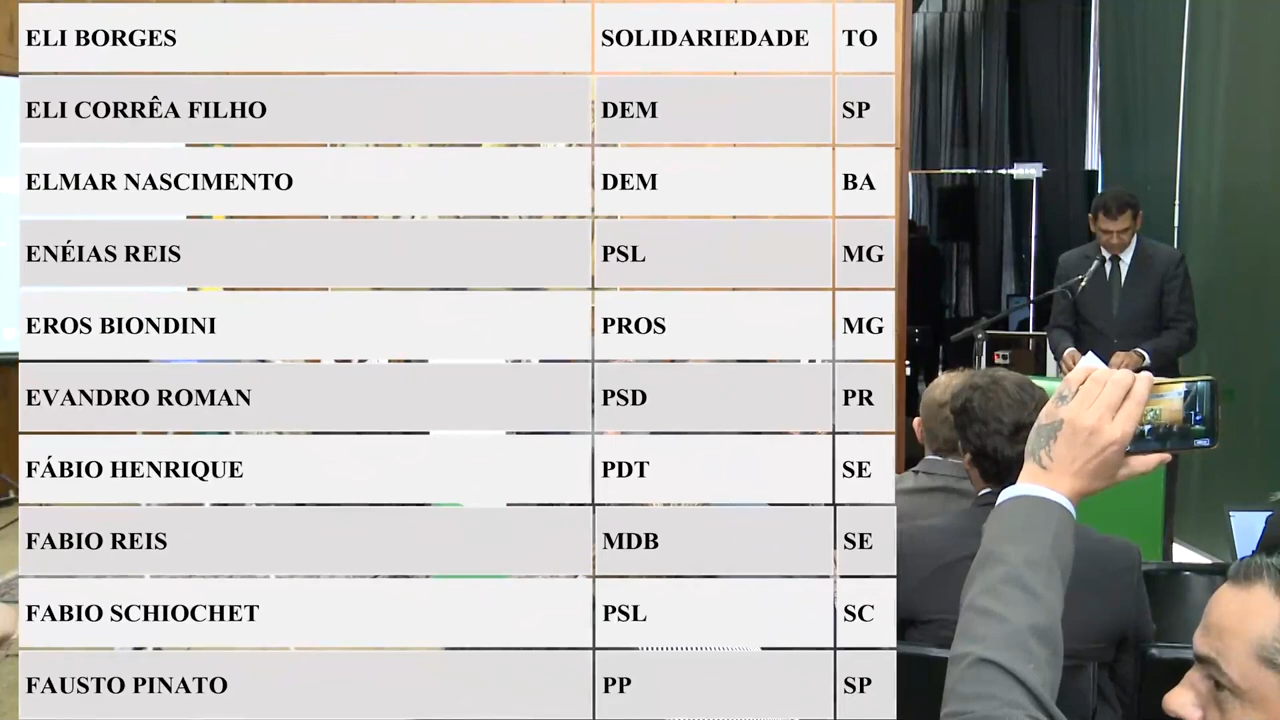 ELI BORGES SOLIDARIEDADE TO
ELI CORRÊA FILHO DEM SP
ELMAR NASCIMENTO DEM BA
ENÉIAS REIS PSL MG
EROS BIONDINI PROS MG
EVANDRO ROMAN PSD PR
FÁBIO HENRIQUE PDT SE
FABIO REIS MDB SE
FABIO SCHIOCHET PSL SC
FAUSTO PINATO PP SP